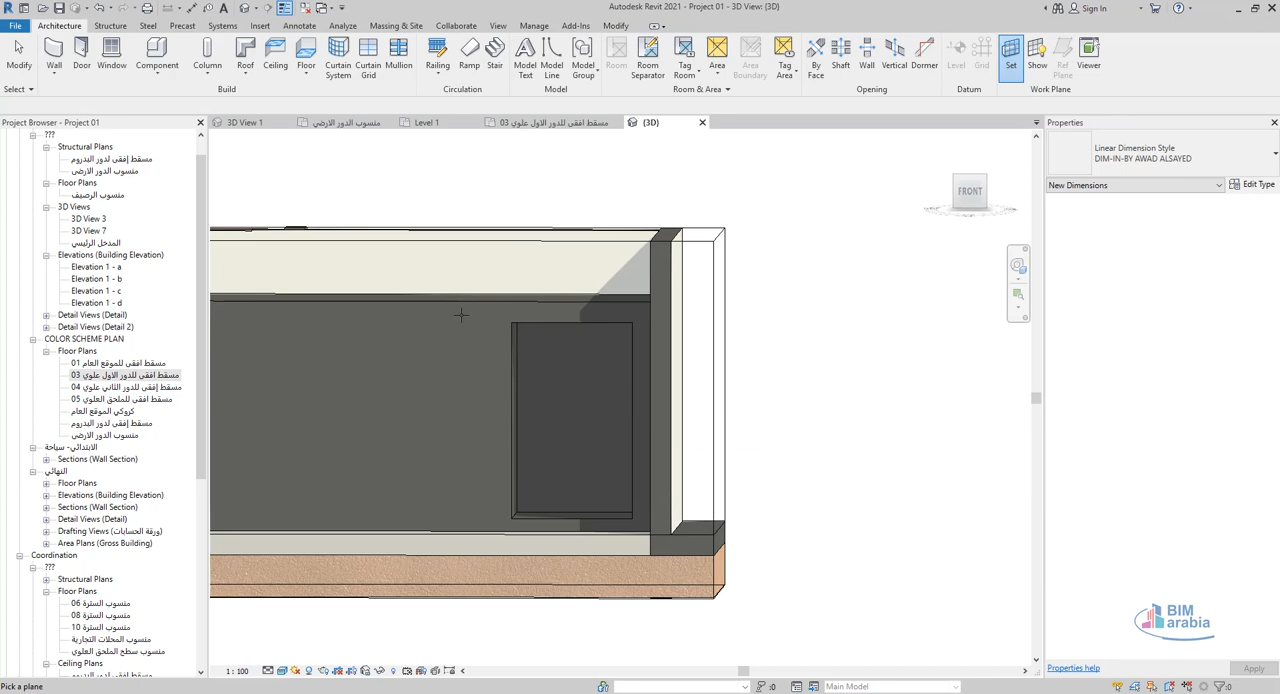 Autodesk Revit 2021 - Project 01 - 3D View: {3D}
Sign In
File
Architecture
Structure
Steel
Precast
Systems
Insert
Annotate
Analyze
Massing & Site
Collaborate
View
Manage
Add-Ins
Modify
Modify
Wall
Door
Window
Component
Column
Roof
Ceiling
Floor
Curtain System
Curtain Grid
Mullion
Railing
Ramp
Stair
Model Text
Model Line
Model Group
Room
Room Separator
Tag Room
Area
Area Boundary
Tag Area
By Face
Shaft
Wall
Vertical
Dormer
Level
Grid
Set
Show
Ref Plane
Viewer
Select
Build
Circulation
Model
Room & Area
Opening
Datum
Work Plane
Project Browser - Project 01
3D View 1
منسوب الدور الارضي
Level 1
مسقط افقى للدور الاول علوي 03
{3D}
Properties
???
Structural Plans
مسقط إفقى لدور البدروم
منسوب الدور الارضى
Floor Plans
منسوب الرصيف
3D Views
3D View 3
3D View 7
المدخل الرئيسي
Elevations (Building Elevation)
Elevation 1 - a
Elevation 1 - b
Elevation 1 - c
Elevation 1 - d
Detail Views (Detail)
Detail Views (Detail 2)
COLOR SCHEME PLAN
Floor Plans
مسقط افقى للموقع العام 01
مسقط افقى للدور الاول علوي 03
مسقط إفقى للدور الثاني علوي 04
مسقط افقى للملحق العلوي 05
كروكي الموقع العام
مسقط إفقى لدور البدروم
منسوب الدور الارضى
الابتدائي- سياحة
Sections (Wall Section)
النهائي
Floor Plans
Elevations (Building Elevation)
Sections (Wall Section)
Detail Views (Detail)
Drafting Views (ورقة الحسابات)
Area Plans (Gross Building)
Coordination
???
Structural Plans
Floor Plans
منسوب السترة 06
منسوب السترة 08
منسوب السترة 10
منسوب المحلات التجارية
منسوب سطح الملحق العلوي
Ceiling Plans
FRONT
Linear Dimension Style
DIM-IN-BY AWAD ALSAYED
New Dimensions
Edit Type
BIM
arabia
Properties help
Apply
1 : 100
Pick a plane
:0
Main Model
:0